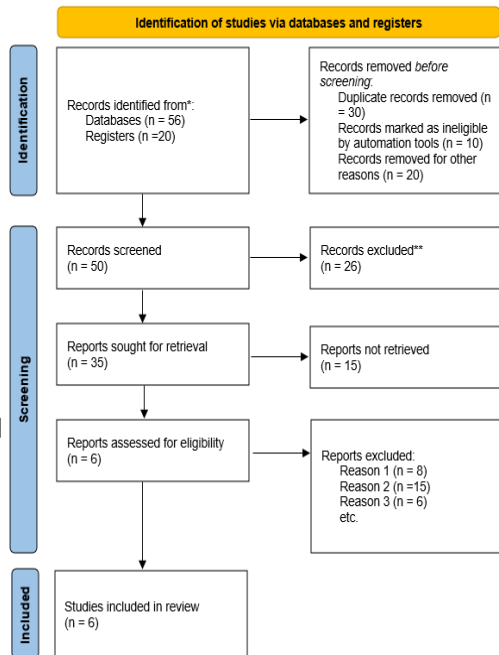 Identification of studies via databases and registers
Identification
Records identified from*:
Databases (n = 56)
Registers (n =20)
Records removed before
screening:
Duplicate records removed (n
= 30)
Records marked as ineligible
by automation tools (n = 10)
Records removed for other
reasons (n = 20)
Screening
Records screened
(n = 50)
Records excluded**
(n = 26)
Reports sought for retrieval
(n = 35)
Reports not retrieved
(n = 15)
Reports assessed for eligibility
(n = 6)
Reports excluded:
Reason 1 (n = 8)
Reason 2 (n =15)
Reason 3 (n = 6)
etc.
Included
Studies included in review
(n = 6)